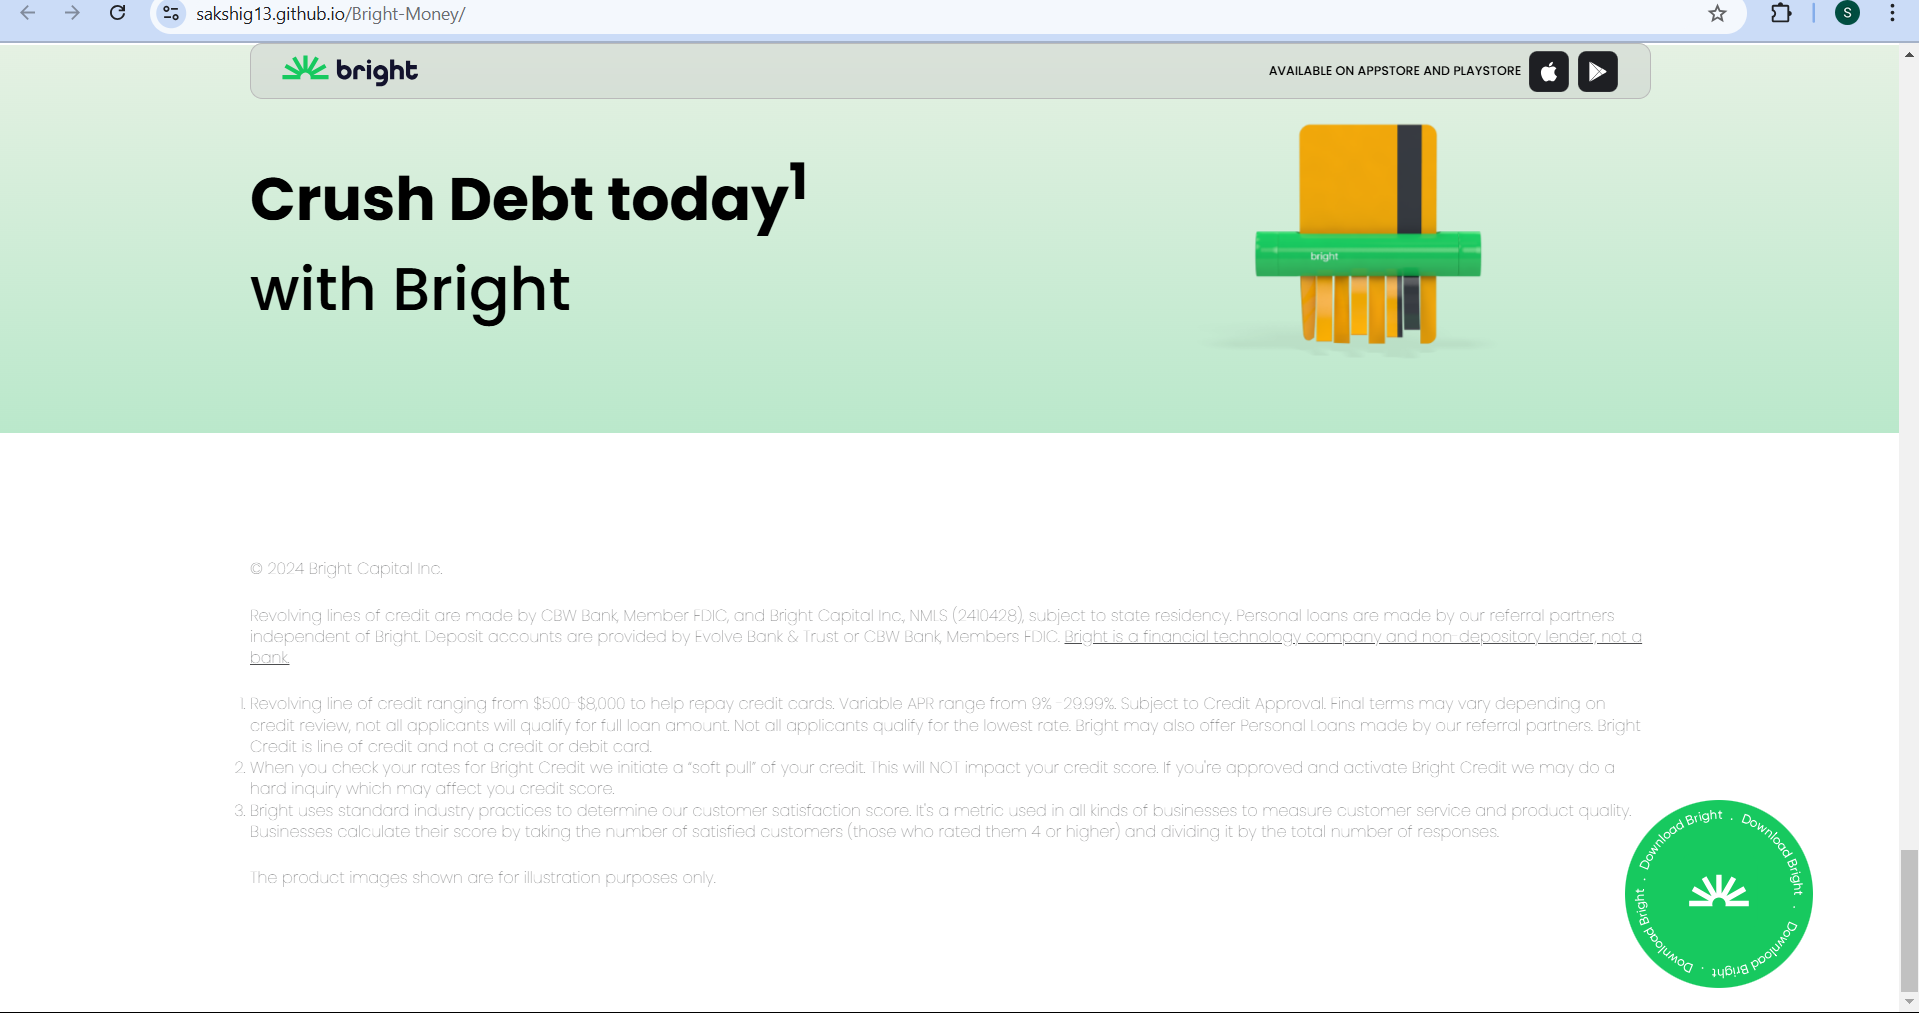 sakshig13.github.io/Bright-Money/
S
bright
AVAILABLE ON APPSTORE AND PLAYSTORE
Crush Debt today1
with Bright
bright
© 2024 Bright Capital Inc.
Revolving lines of credit are made by CBW Bank, Member FDIC, and Bright Capital Inc., NMLS (2410428), subject to state residency. Personal loans are made by our referral partners
independent of Bright. Deposit accounts are provided by Evolve Bank & Trust or CBW Bank, Members FDIC. Bright is a financial technology company and non-depository lender, not a
bank.
1. Revolving line of credit ranging from $500-$8,000 to help repay credit cards. Variable APR range from 9% -29.99%. Subject to Credit Approval. Final terms may vary depending on
credit review, not all applicants will qualify for full loan amount. Not all applicants qualify for the lowest rate. Bright may also offer Personal Loans made by our referral partners. Bright
Credit is line of credit and not a credit or debit card.
2. When you check your rates for Bright Credit we initiate a “soft pull” of your credit. This will NOT impact your credit score. If you're approved and activate Bright Credit we may do a
hard inquiry which may affect you credit score.
3. Bright uses standard industry practices to determine our customer satisfaction score. It's a metric used in all kinds of businesses to measure customer service and product quality.
Businesses calculate their score by taking the number of satisfied customers (those who rated them 4 or higher) and dividing it by the total number of responses.
The product images shown are for illustration purposes only.
Download Bright . Download Bright . Download Bright . Download Bright .